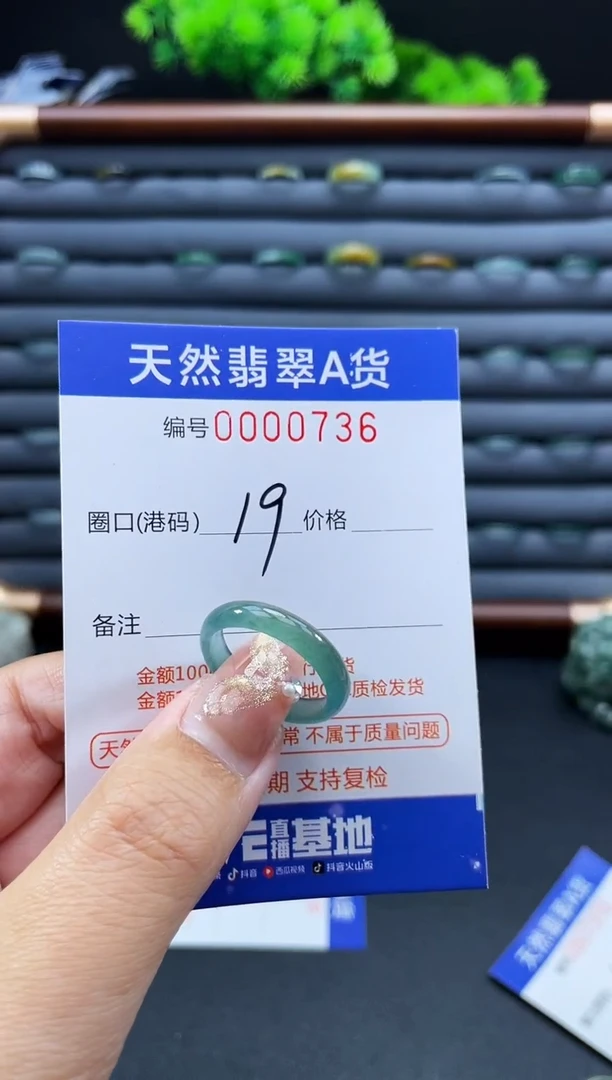 天然翡翠A货
编号0000736
圈口(港码) 19 价格
备注
金额100 货
金额 质检发货
天 常 不属于质量问题
期 支持复检
直播基地
抖音 西瓜视频 抖音火山版
天然翡翠A货